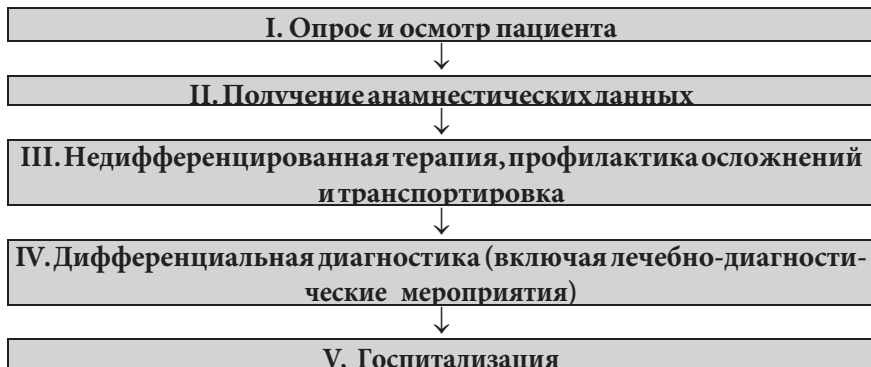 I. Опрос и осмотр пациента
↓
II. Получение анамнестических данных
↓
III. Недифференцированная терапия, профилактика осложнений
и транспортировка
↓
IV. Дифференциальная диагностика (включая лечебно-диагности-
ческие мероприятия)
↓
V. Госпитализация